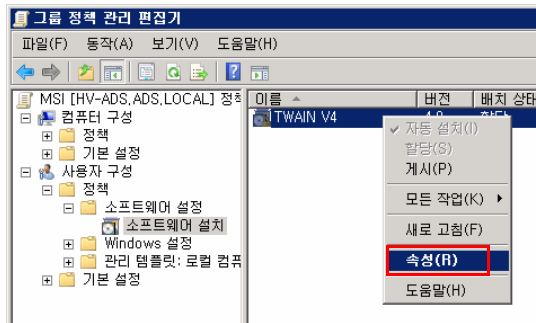 그룹 정책 관리 편집기
파일(F) 동작(A) 보기(V) 도움말(H)
MSI [HV-ADS,ADS,LOCAL] 정책
컴퓨터 구성
정책
기본 설정
사용자 구성
정책
소프트웨어 설정
소프트웨어 설치
Windows 설정
관리 템플릿: 로컬 컴퓨
기본 설정
이름 버전 배치 상태
TWAIN V4 4.0 할당
자동 설치(I)
할당(S)
게시(P)
모든 작업(K)
새로 고침(F)
속성(R)
도움말(H)